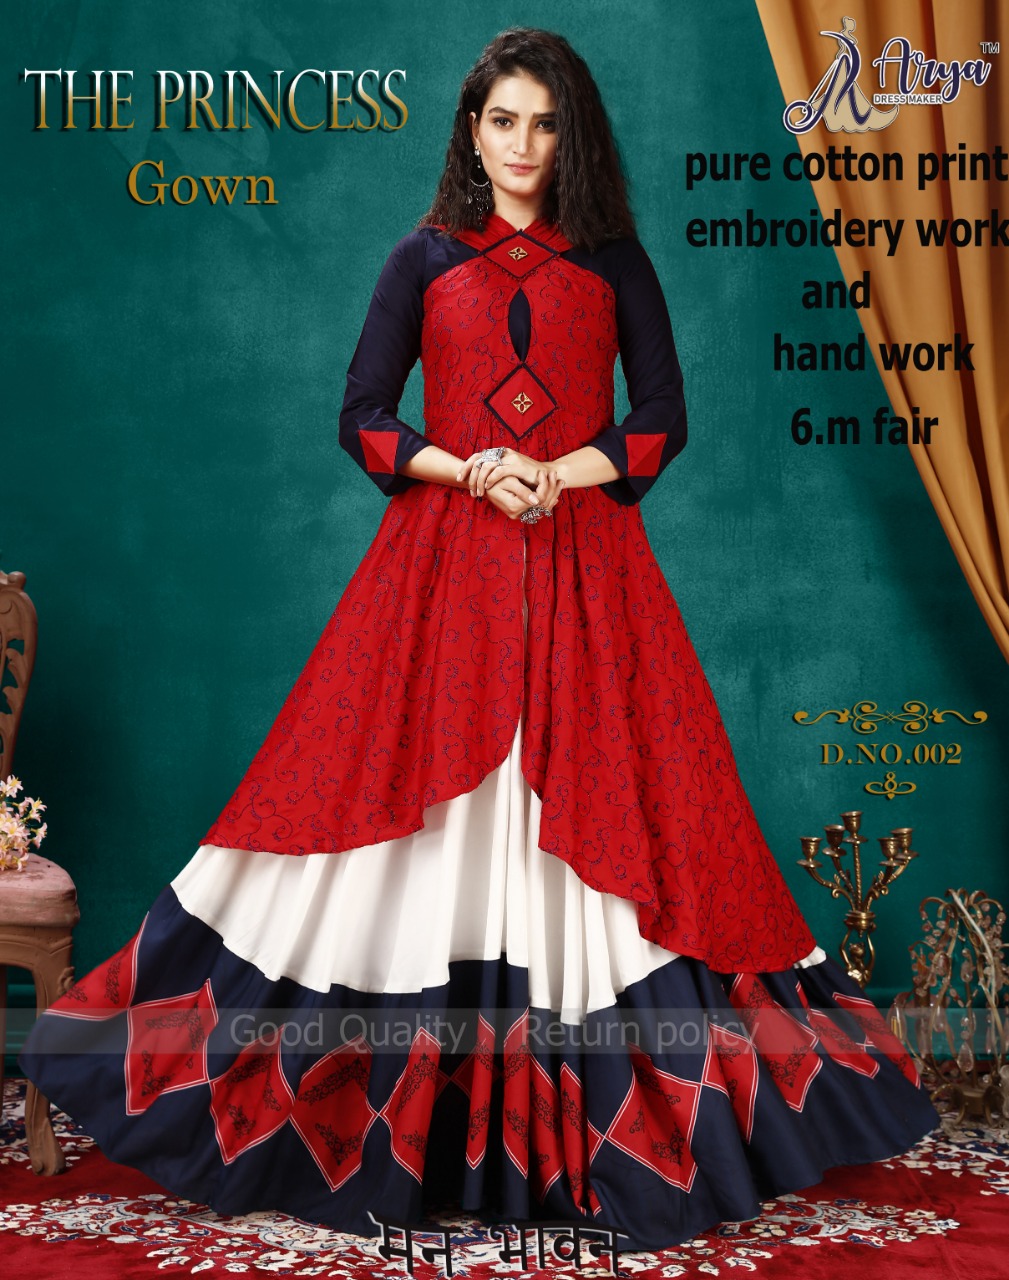 THE PRINCESS
Gown
Arya TM
DRESS MAKER
pure cotton print
embroidery work
and
hand work
6.m fair
D.NO.002
Good Quality . Return policy
मन भावन